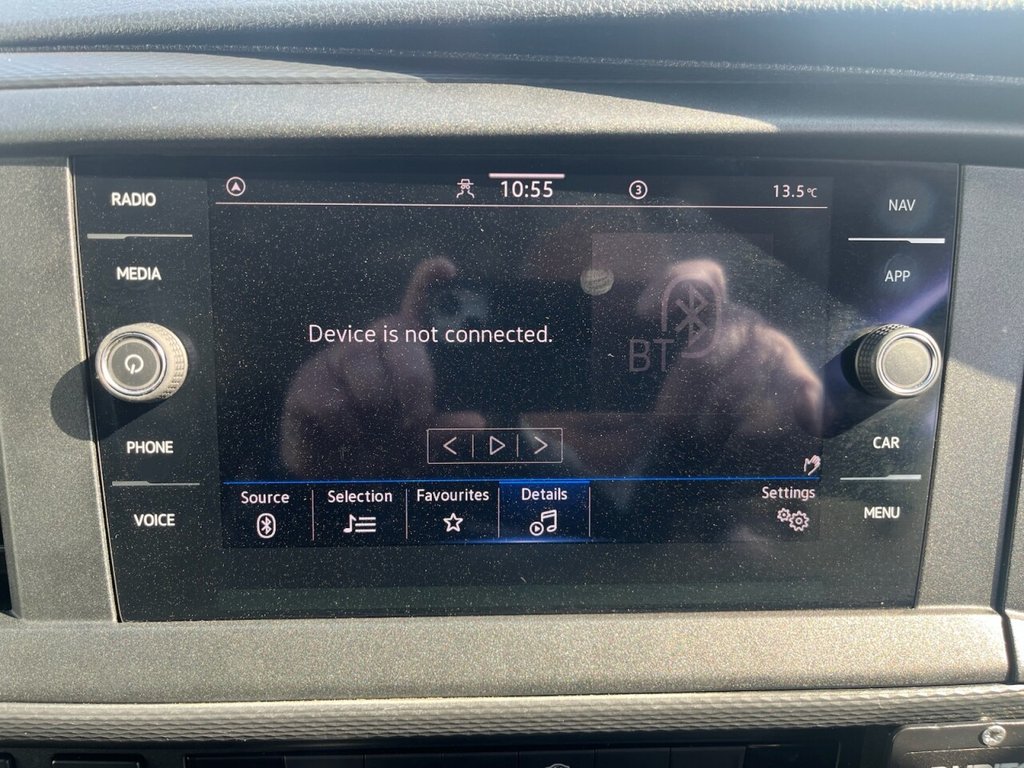 RADIO
MEDIA
PHONE
VOICE
10:55
3
13.5°C
Device is not connected.
BT
Source
Selection
Favourites
Details
Settings
NAV
APP
CAR
MENU